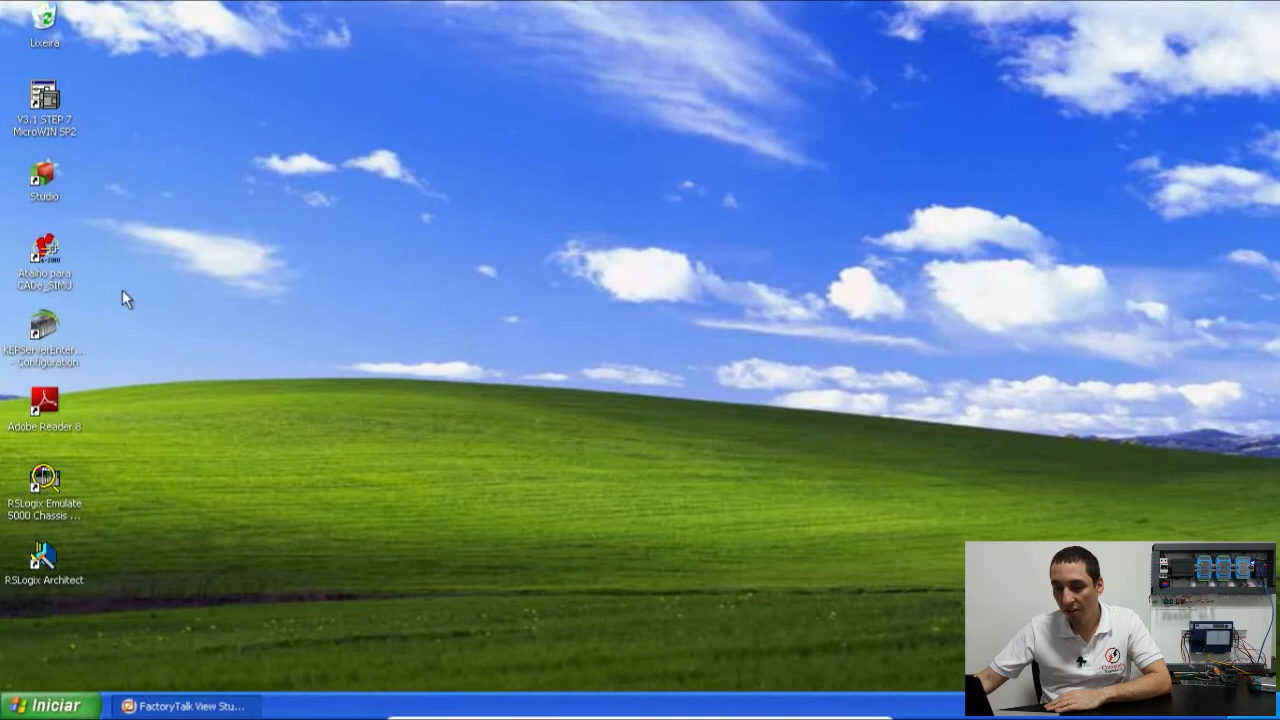 Lixeira
V3.1 STEP 7
MicroWIN SP2
Studio
Atalho para
CADe_SIMU
KEPServerEnter...
- Configuration
Adobe Reader 8
RSLogix Emulate
5000 Chassis ...
RSLogix Architect
Iniciar
FactoryTalk View Stu...